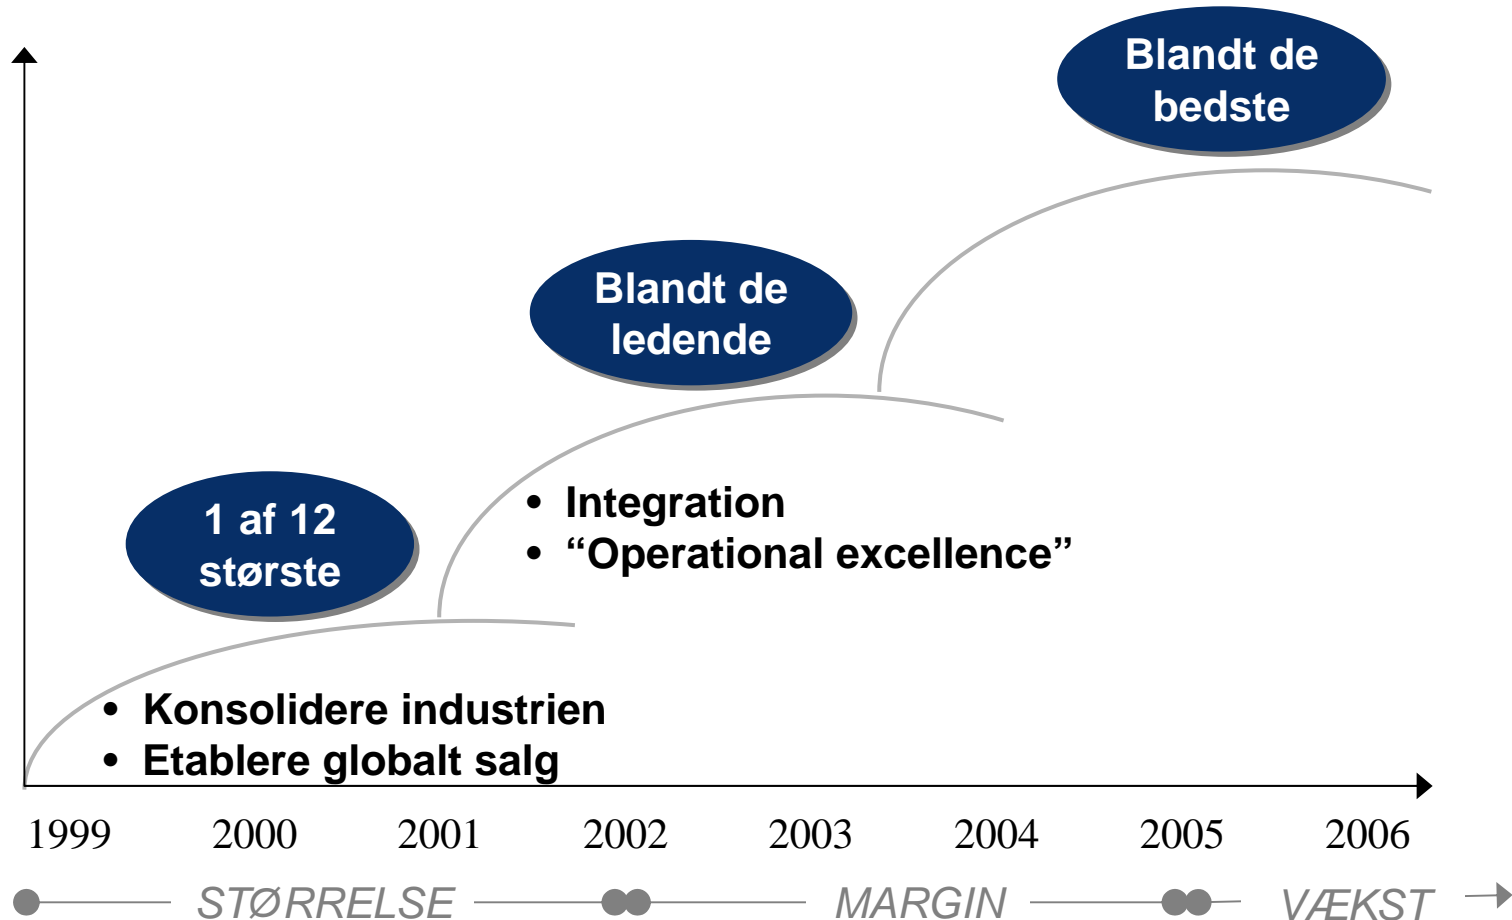 Blandt de
bedste
Blandt de
ledende
1 af 12
største
• Integration
• “Operational excellence”
• Konsolidere industrien
• Etablere globalt salg
1999 2000 2001 2002 2003 2004 2005 2006
STØRRELSE MARGIN VÆKST